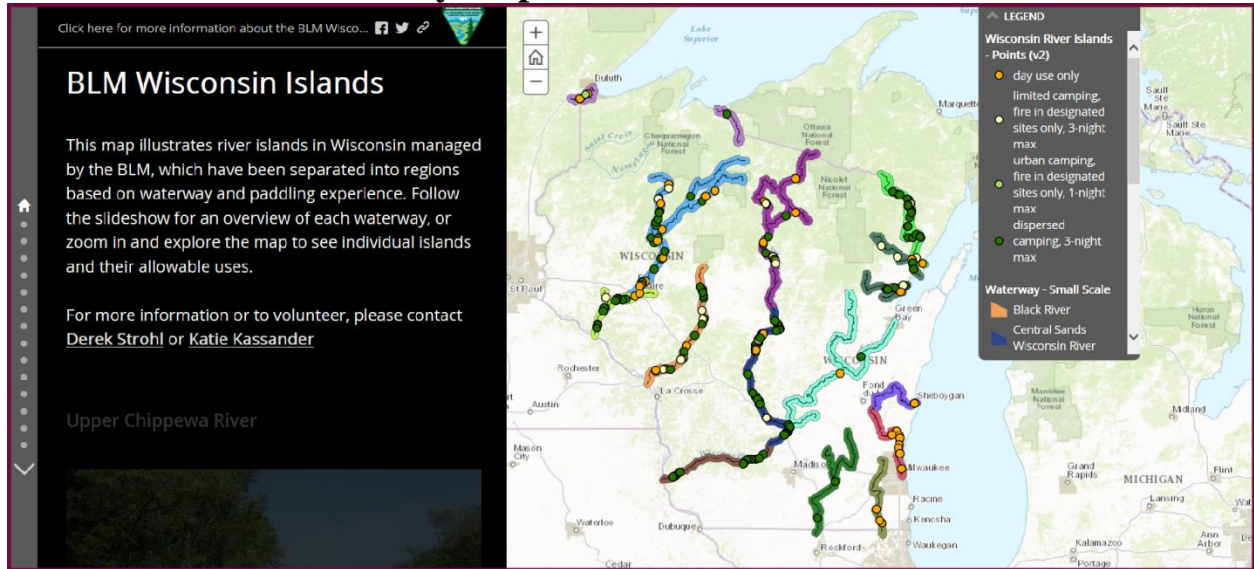 Click here for more information about the BLM Wisco...
BLM Wisconsin Islands
This map illustrates river islands in Wisconsin managed
by the BLM, which have been separated into regions
based on waterway and paddling experience. Follow
the slideshow for an overview of each waterway, or
zoom in and explore the map to see individual islands
and their allowable uses.
For more information or to volunteer, please contact
Derek Strohl or Katie Kassander
Upper Chippewa River
LEGEND
Wisconsin River Islands
- Points (v2)
day use only
limited camping,
fire in designated
sites only, 3-night
max
urban camping,
fire in designated
sites only, 1-night
max
dispersed
camping, 3-night
max
Waterway - Small Scale
Black River
Central Sands
Wisconsin River
Lake
Superior
Duluth
Marquett
Sault
Ste
Marie
Sault Ste
Marie
Chequamegon
National
Forest
Ottawa
National
Forest
Nicolet
National
Forest
Saint Croix
Namekagon
WISCONSIN
St Paul
Green
Bay
WISCONSIN
Huron
National
Forest
Rochester
Austin
La Crosse
Fond
Sheboygan
Manistee
National
Forest
Midland
Mason
City
Madiso
Milwaukee
Grand
Rapids
MICHIGAN
Flint
Lansing
Racine
Kenosha
Waterloo
Dubuque
Rockford
Waukegan
Kalamazoo
Ann
Arbor
De
Portage
Cedar